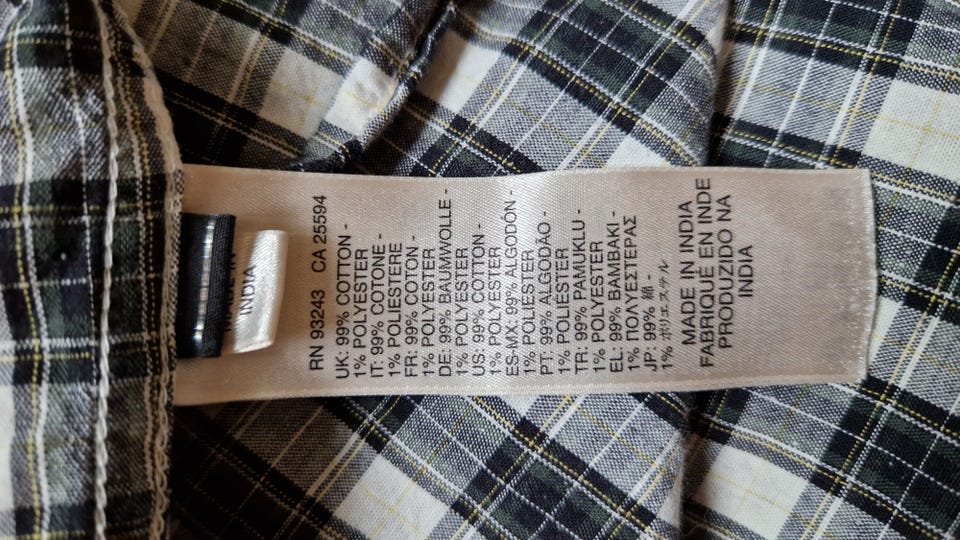 RN 93243 CA 25594
UK: 99% COTTON -
1% POLYESTER
IT: 99% COTONE -
1% POLIESTERE
FR: 99% COTON -
1% POLYESTER
DE: 99% BAUMWOLLE -
1% POLYESTER
US: 99% COTTON -
1% POLYESTER
ES-MX: 99% ALGODÓN -
1% POLIÉSTER
PT: 99% ALGODÃO -
1% POLIESTER
TR: 99% PAMUKLU -
1% POLYESTER
EL: 99% ΒΑΜΒΑΚΙ -
1% ΠΟΛΥΕΣΤΕΡΑΣ
JP: 99% 綿 -
1% ポリエステル
MADE IN INDIA
FABRIQUÉ EN INDE
PRODUZIDO NA
INDIA
MADE IN
INDIA